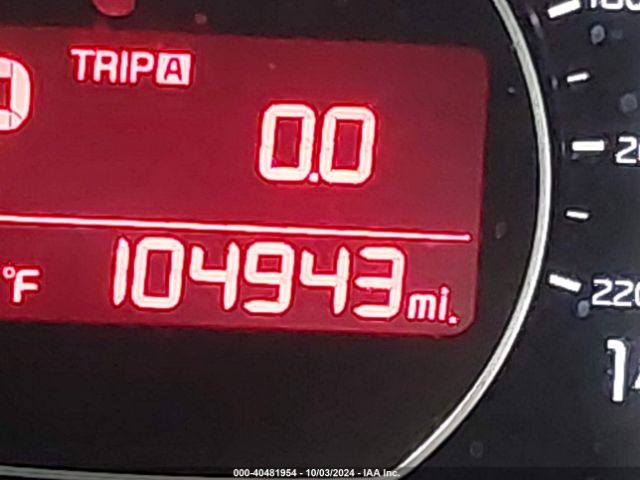 TRIP A
0.0
°F 104943 mi.
220
000-40481954 - 10/03/2024 - IAA Inc.